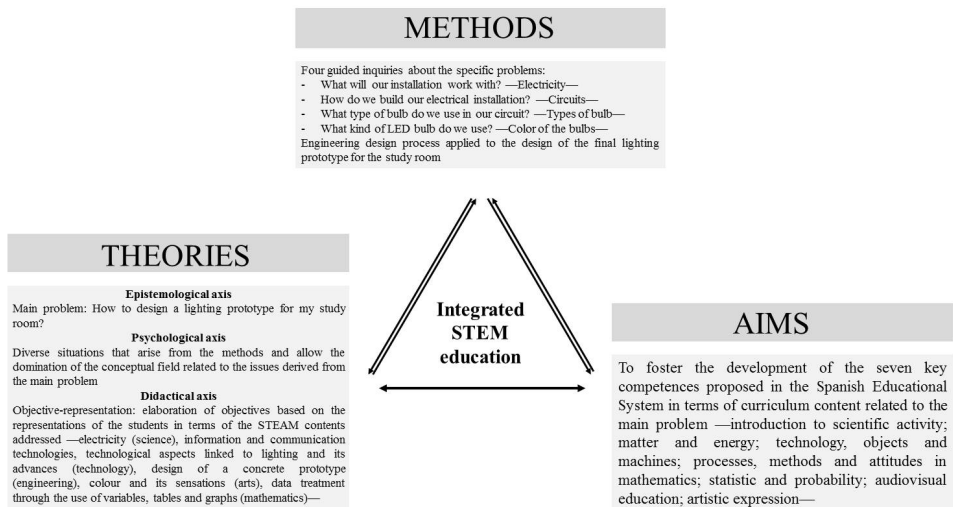 METHODS
Four guided inquiries about the specific problems:
- What will our installation work with? —Electricity—
- How do we build our electrical installation? —Circuits—
- What type of bulb do we use in our circuit? —Types of bulb—
- What kind of LED bulb do we use? —Color of the bulbs—
Engineering design process applied to the design of the final lighting
prototype for the study room
THEORIES
Epistemological axis
Main problem: How to design a lighting prototype for my study
room?
Psychological axis
Diverse situations that arise from the methods and allow the
domination of the conceptual field related to the issues derived from
the main problem
Didactical axis
Objective-representation: elaboration of objectives based on the
representations of the students in terms of the STEAM contents
addressed —electricity (science), information and communication
technologies, technological aspects linked to lighting and its
advances (technology), design of a concrete prototype
(engineering), colour and its sensations (arts), data treatment
through the use of variables, tables and graphs (mathematics)—
Integrated
STEM
education
AIMS
To foster the development of the seven key
competences proposed in the Spanish Educational
System in terms of curriculum content related to the
main problem —introduction to scientific activity;
matter and energy; technology, objects and
machines; processes, methods and attitudes in
mathematics; statistic and probability; audiovisual
education; artistic expression—